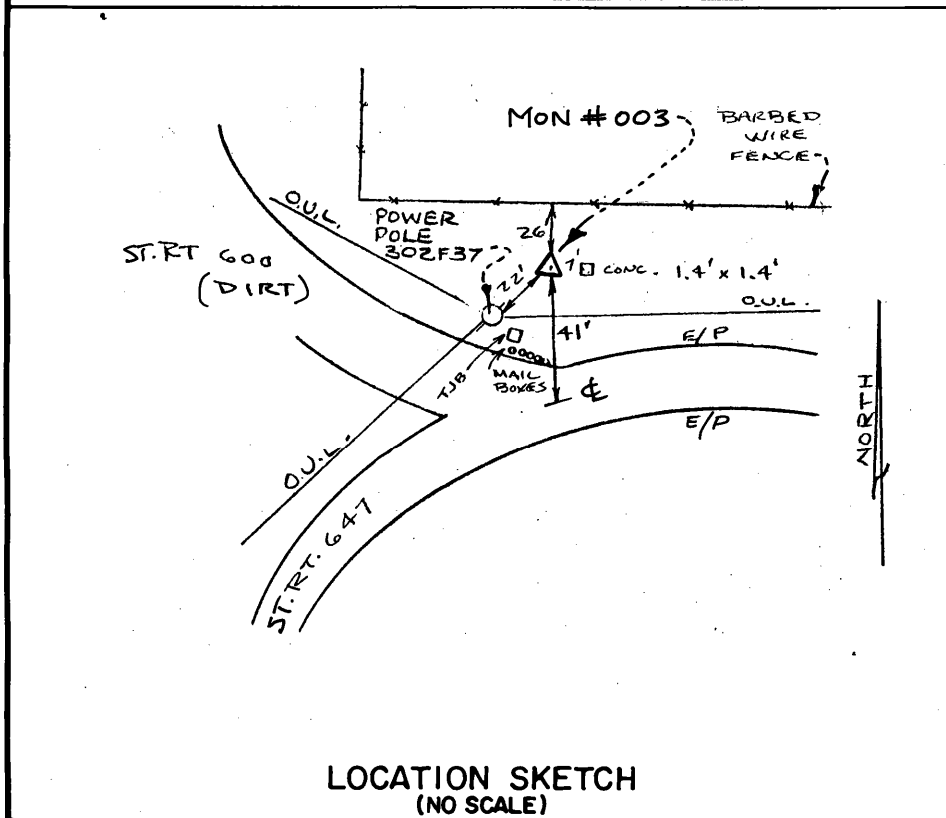 MON # 003
BARBED
WIRE
FENCE
O.U.L.
POWER
POLE
302F37
26'
ST. RT 600
(DIRT)
22'
7'
CONC. 1.4' x 1.4'
O.U.L.
41'
E/P
TJB
MAIL
BOXES
℄
E/P
NORTH
O.U.L.
ST. RT. 647
LOCATION SKETCH
(NO SCALE)